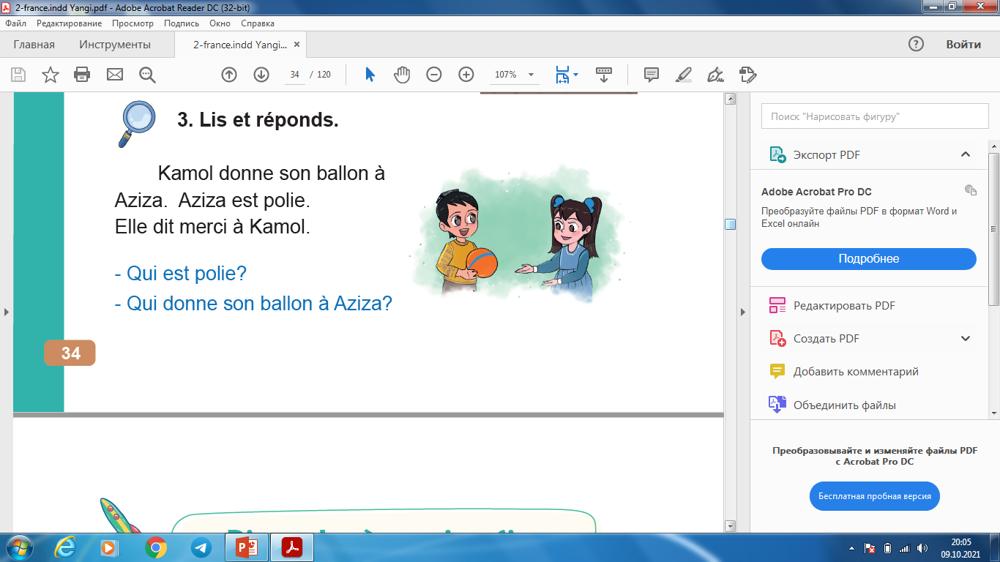 2-france.indd Yangi.pdf - Adobe Acrobat Reader DC (32-bit)
Файл Редактирование Просмотр Подпись Окно Справка
Главная Инструменты 2-france.indd Yangi... × Войти
34 / 120 107%
3. Lis et réponds.
Kamol donne son ballon à
Aziza. Aziza est polie.
Elle dit merci à Kamol.
- Qui est polie?
- Qui donne son ballon à Aziza?
34
Поиск "Нарисовать фигуру"
Экспорт PDF
Adobe Acrobat Pro DC
Преобразуйте файлы PDF в формат Word и
Excel онлайн
Подробнее
Редактировать PDF
Создать PDF
Добавить комментарий
Объединить файлы
Преобразовывайте и изменяйте файлы PDF
с Acrobat Pro DC
Бесплатная пробная версия
20:05
09.10.2021